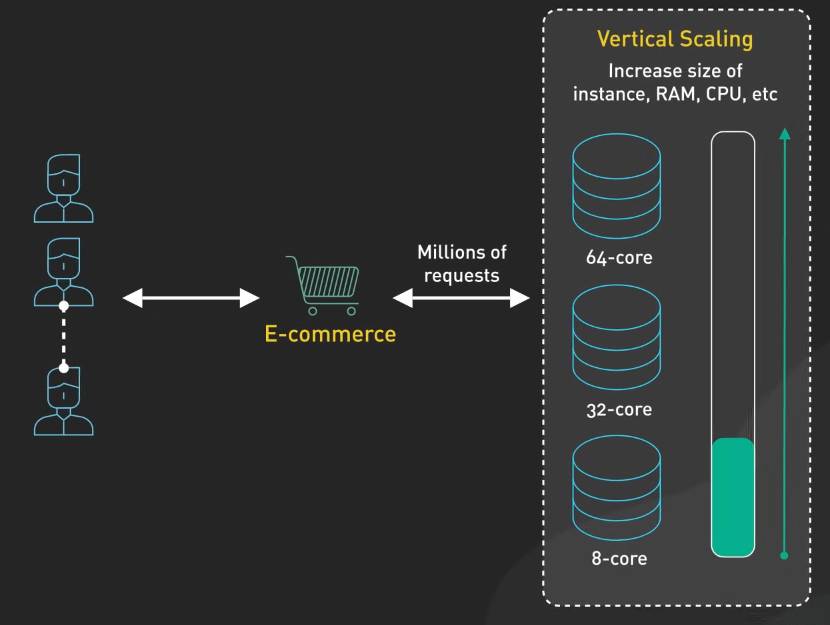 Vertical Scaling
Increase size of
instance, RAM, CPU, etc
64-core
Millions of
requests
E-commerce
32-core
8-core